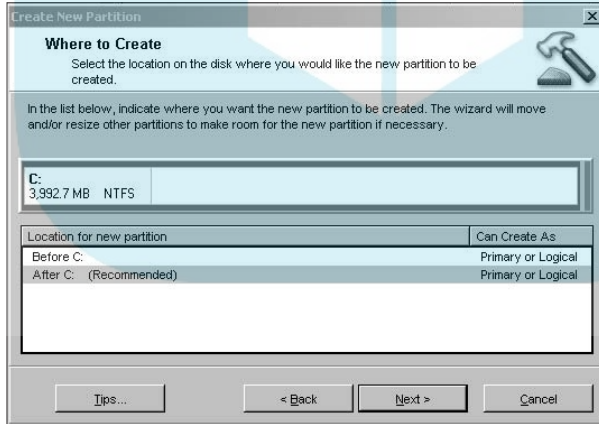 Create New Partition
Where to Create
Select the location on the disk where you would like the new partition to be
created.
In the list below, indicate where you want the new partition to be created. The wizard will move
and/or resize other partitions to make room for the new partition if necessary.
C:
3,992.7 MB NTFS
Location for new partition Can Create As
Before C: Primary or Logical
After C: (Recommended) Primary or Logical
Tips... < Back Next > Cancel